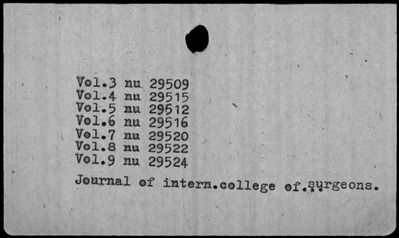 Vol.3 nu 29509
Vol.4 nu 29515
Vol.5 nu 29612
Vol.6 nu 29516
Vol.7 nu 29520
Vol.8 nu 29522
Vol.9 nu 29524
Journal of intern.college of..surgeons.